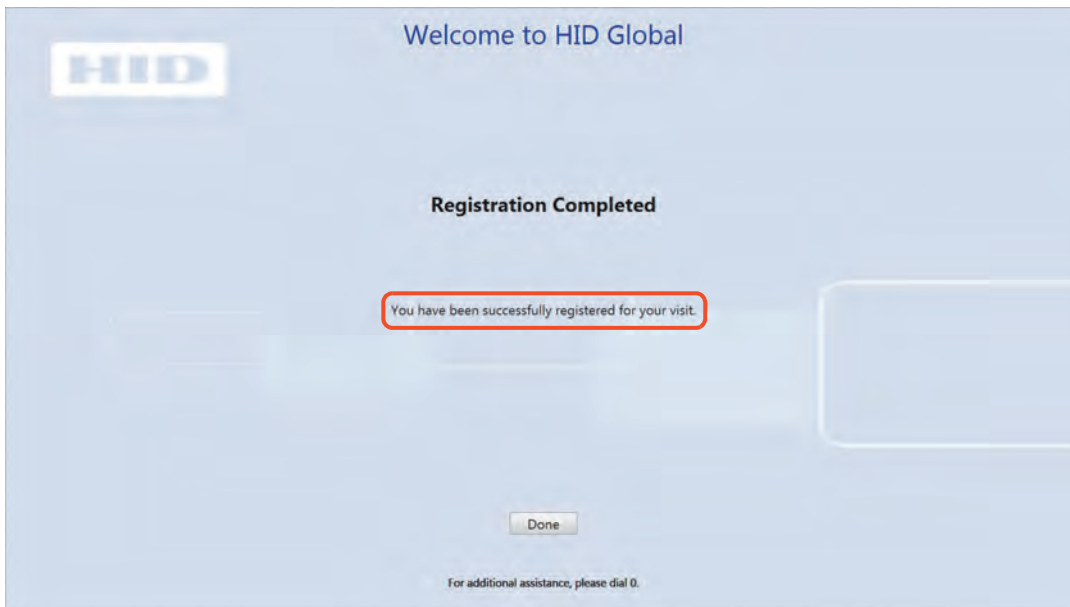 Welcome to HID Global
HID
Registration Completed
You have been successfully registered for your visit.
Done
For additional assistance, please dial 0.